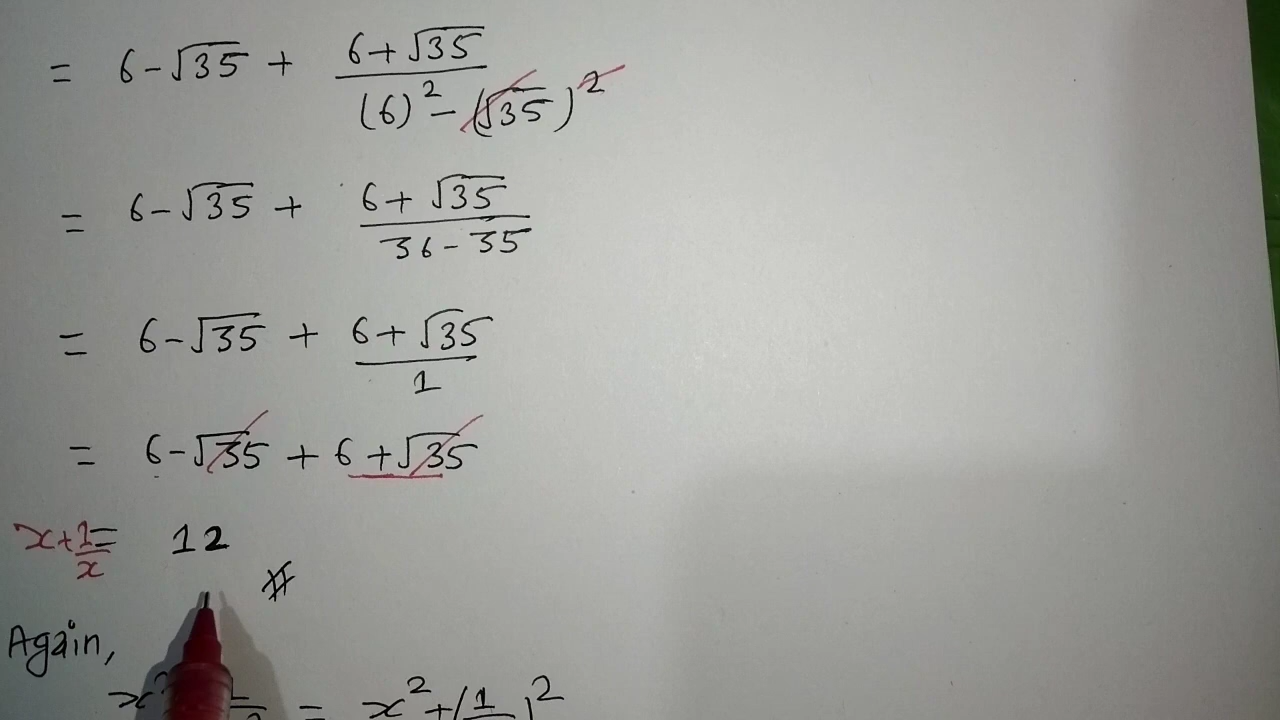 = 6-√35 + (6+√35)/((6)² - (√35)²)
= 6-√35 + (6+√35)/(36-35)
= 6-√35 + (6+√35)/1
= 6-√35 + 6+√35
x+1/x = 12 #
Again,
= x²+(1
)²